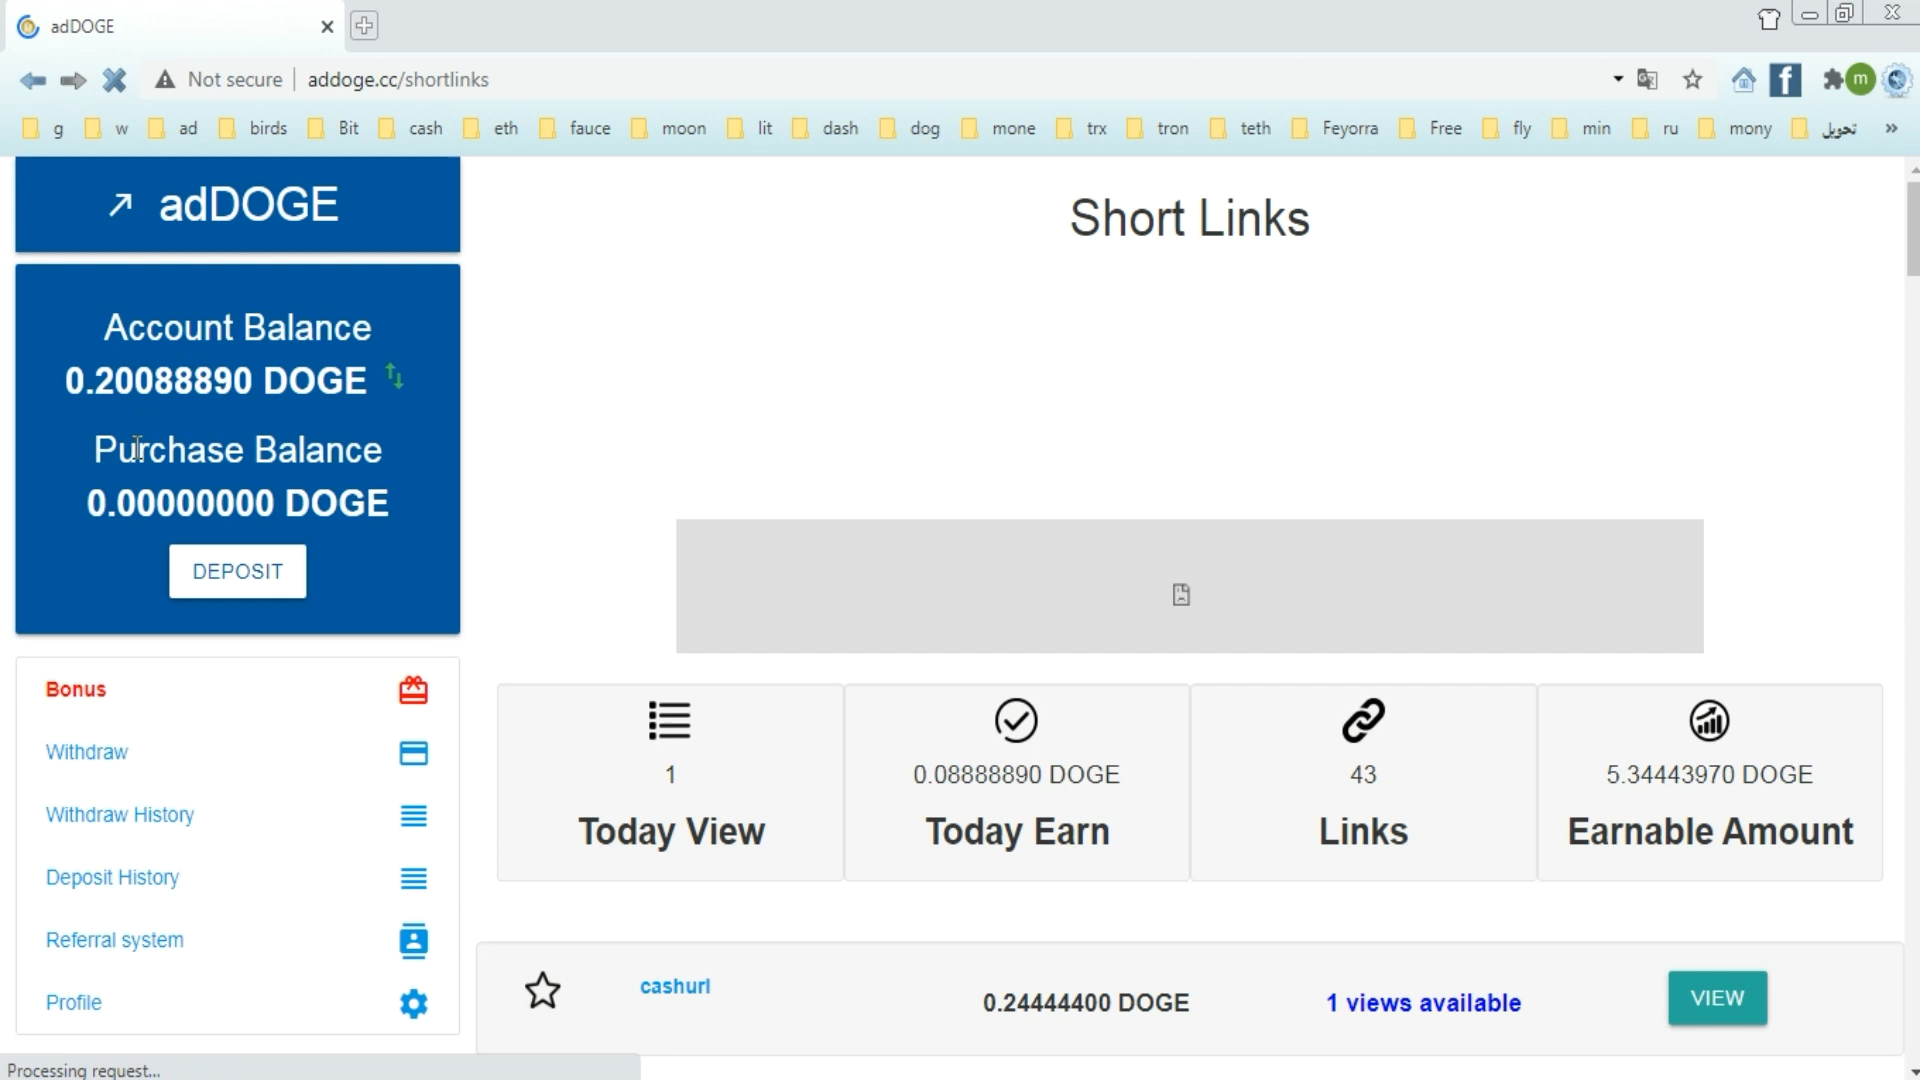 adDOGE
Not secure addoge.cc/shortlinks
m
g w ad birds Bit cash eth fauce moon lit dash dog mone trx tron teth Feyorra Free fly min ru mony تحويل »
adDOGE
Account Balance
0.20088890 DOGE
Purchase Balance
0.00000000 DOGE
DEPOSIT
Bonus
Withdraw
Withdraw History
Deposit History
Referral system
Profile
Short Links
1
Today View
0.08888890 DOGE
Today Earn
43
Links
5.34443970 DOGE
Earnable Amount
cashurl
0.24444400 DOGE
1 views available
VIEW
Processing request...